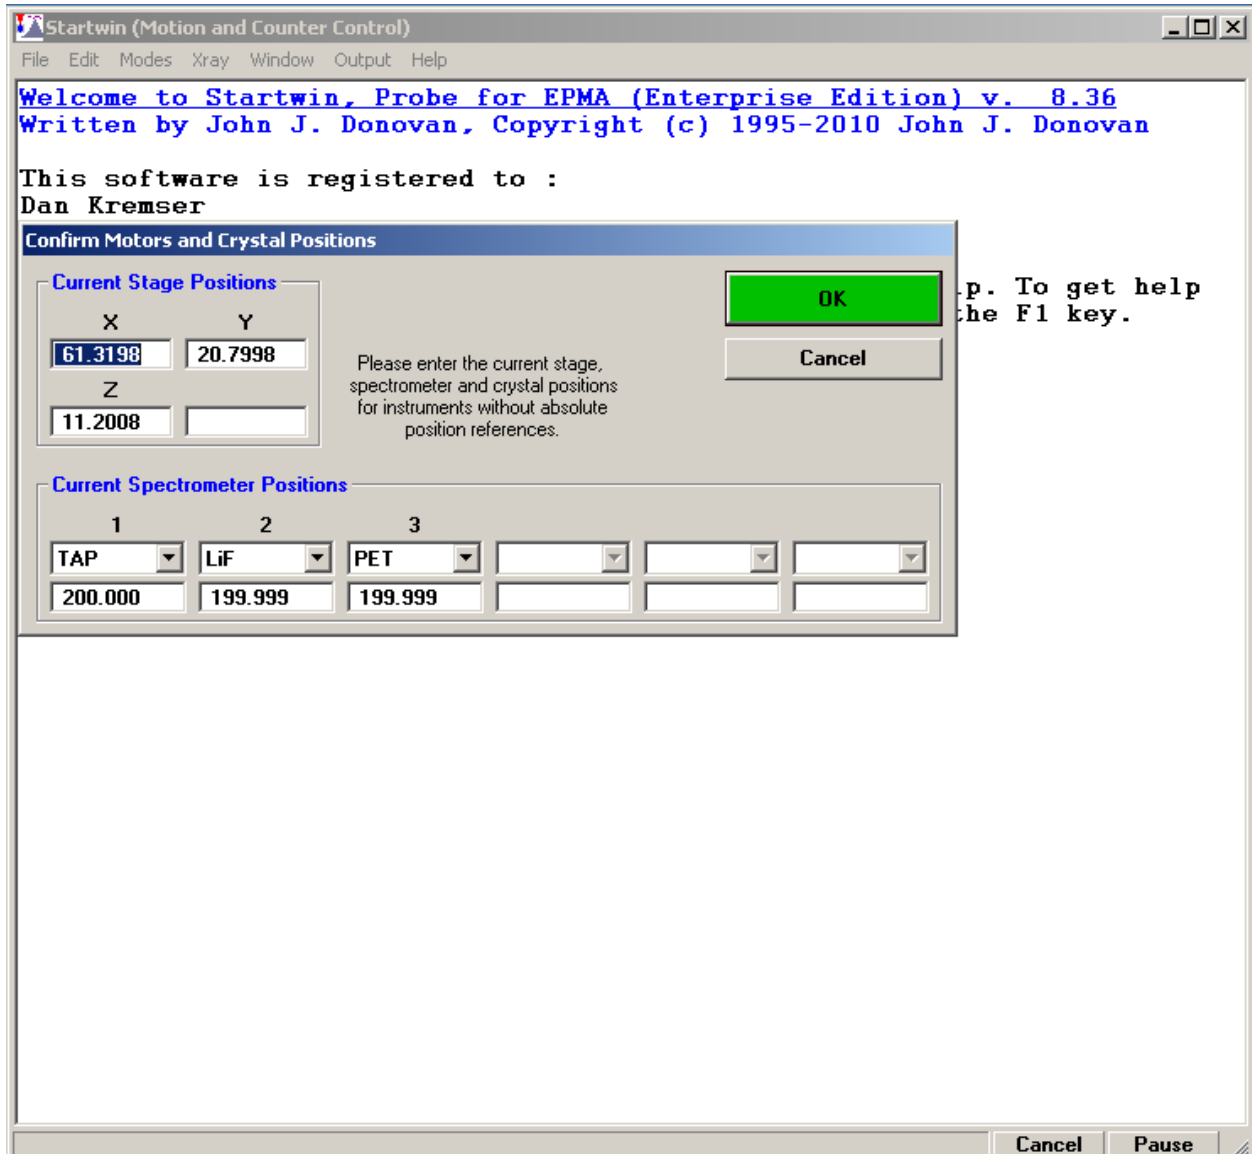 Startwin (Motion and Counter Control)
File Edit Modes Xray Window Output Help
Welcome to Startwin, Probe for EPMA (Enterprise Edition) v. 8.36
Written by John J. Donovan, Copyright (c) 1995-2010 John J. Donovan
This software is registered to :
Dan Kremser
Confirm Motors and Crystal Positions
p. To get help
the F1 key.
Current Stage Positions
X Y
61.3198 20.7998
Z
11.2008
Please enter the current stage,
spectrometer and crystal positions
for instruments without absolute
position references.
OK
Cancel
Current Spectrometer Positions
1 2 3
TAP LiF PET
200.000 199.999 199.999
Cancel Pause